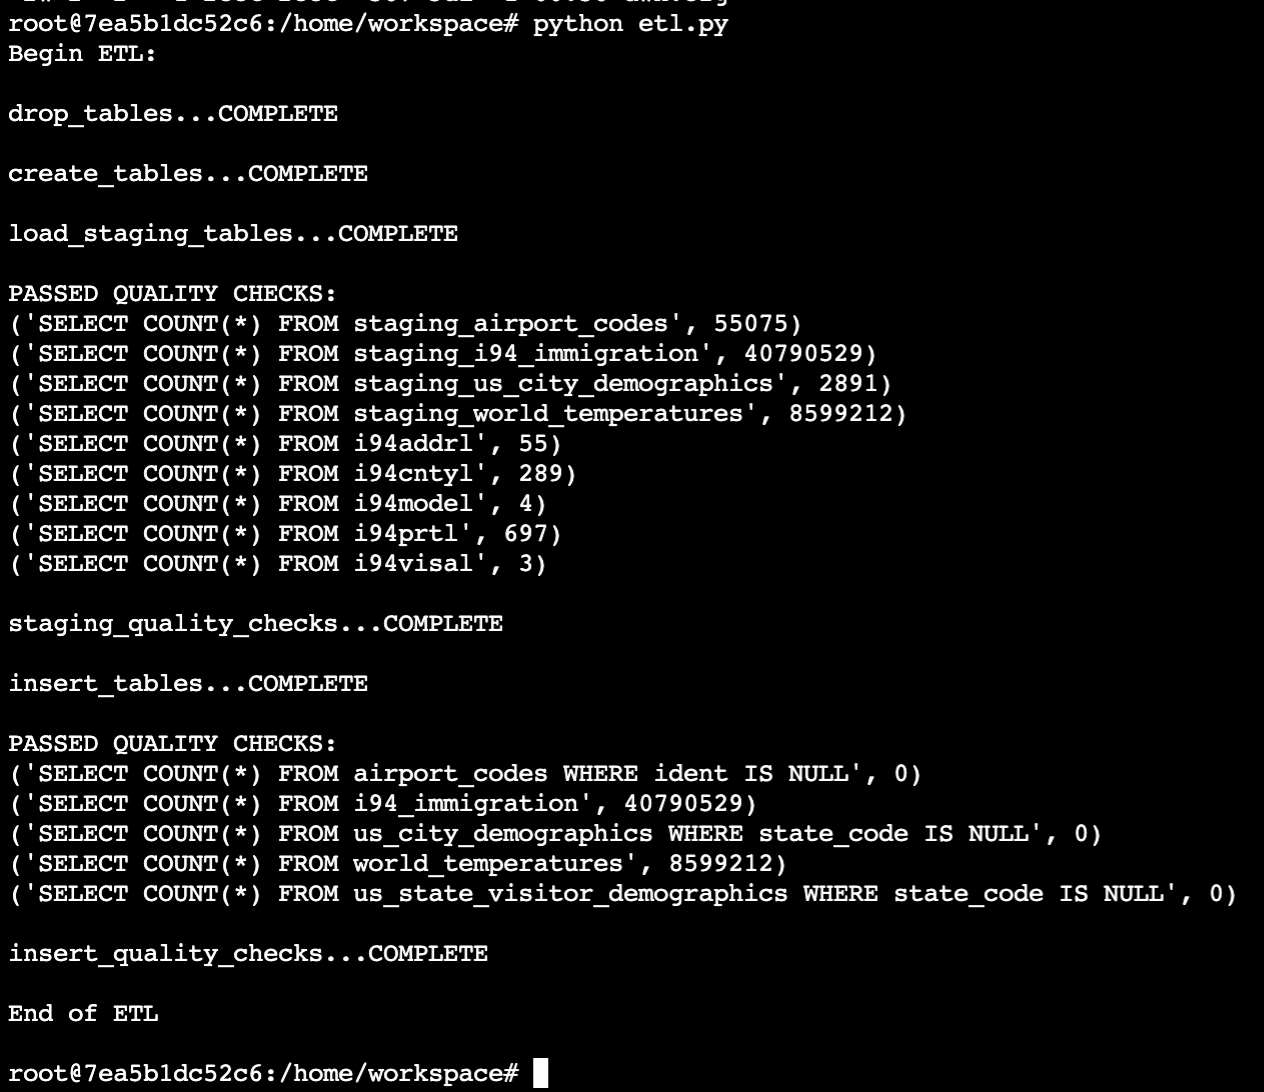 root@7ea5b1dc52c6:/home/workspace# python etl.py
Begin ETL:
drop_tables...COMPLETE
create_tables...COMPLETE
load_staging_tables...COMPLETE
PASSED QUALITY CHECKS:
('SELECT COUNT(*) FROM staging_airport_codes', 55075)
('SELECT COUNT(*) FROM staging_i94_immigration', 40790529)
('SELECT COUNT(*) FROM staging_us_city_demographics', 2891)
('SELECT COUNT(*) FROM staging_world_temperatures', 8599212)
('SELECT COUNT(*) FROM i94addrl', 55)
('SELECT COUNT(*) FROM i94cntyl', 289)
('SELECT COUNT(*) FROM i94model', 4)
('SELECT COUNT(*) FROM i94prtl', 697)
('SELECT COUNT(*) FROM i94visal', 3)
staging_quality_checks...COMPLETE
insert_tables...COMPLETE
PASSED QUALITY CHECKS:
('SELECT COUNT(*) FROM airport_codes WHERE ident IS NULL', 0)
('SELECT COUNT(*) FROM i94_immigration', 40790529)
('SELECT COUNT(*) FROM us_city_demographics WHERE state_code IS NULL', 0)
('SELECT COUNT(*) FROM world_temperatures', 8599212)
('SELECT COUNT(*) FROM us_state_visitor_demographics WHERE state_code IS NULL', 0)
insert_quality_checks...COMPLETE
End of ETL
root@7ea5b1dc52c6:/home/workspace#